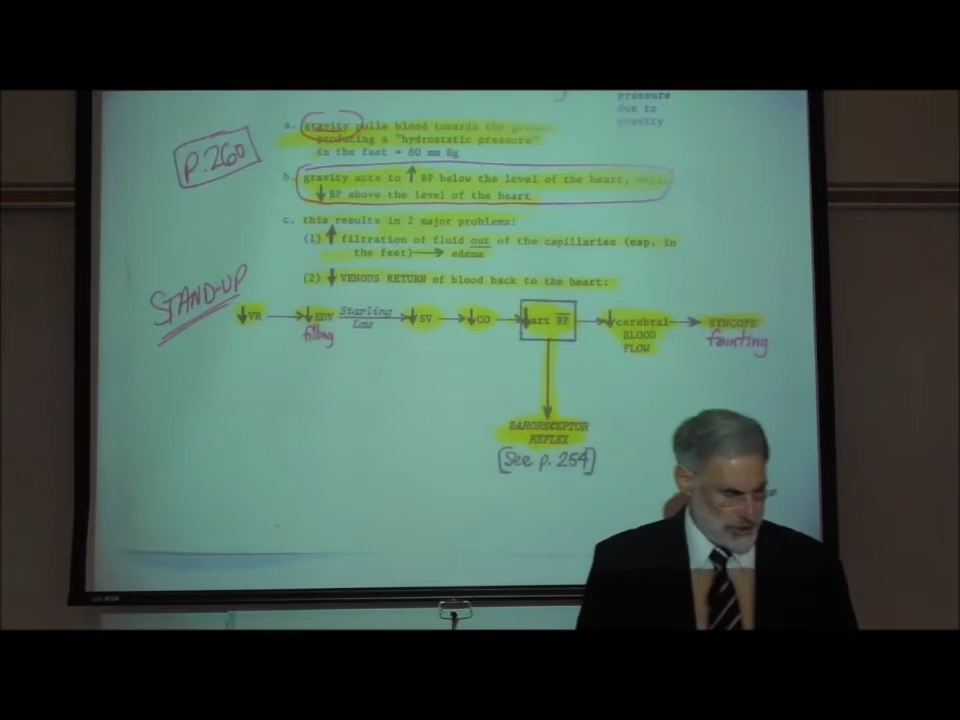 pressure
due to
gravity
p.260
a. gravity pulls blood towards the
producing a "hydrostatic pressure"
in the feet = 80 mm Hg
b. gravity acts to ↑ BP below the level of the heart,
↓ BP above the level of the heart
c. this results in 2 major problems:
(1) ↑ filtration of fluid out of the capillaries (esp. in
the feet) → edema
(2) ↓ VENOUS RETURN of blood back to the heart:
STAND-UP
↓VR → ↓EDV Starling Law → ↓SV → ↓CO → ↓art BP → ↓cerebral → SYNCOPE
filling BLOOD fainting
FLOW
BARORECEPTOR
REFLEX
[See p. 254]